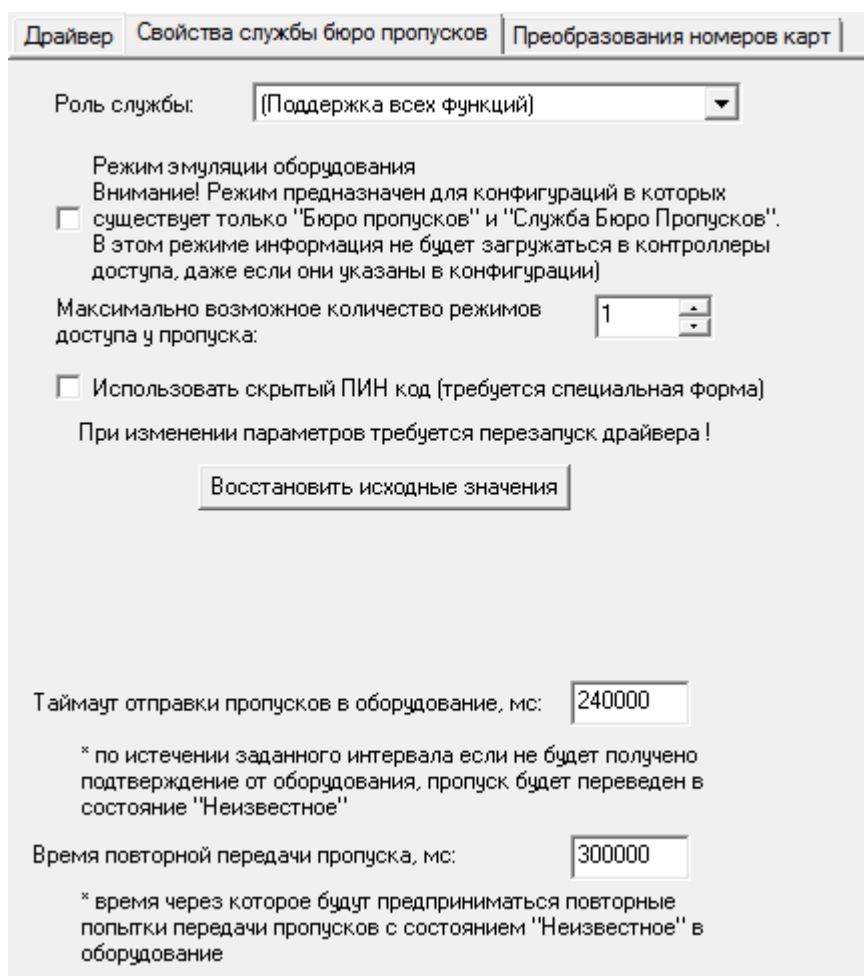 Драйвер Свойства службы бюро пропусков Преобразования номеров карт
Роль службы: (Поддержка всех функций)
Режим эмуляции оборудования
Внимание! Режим предназначен для конфигураций в которых
существует только "Бюро пропусков" и "Служба Бюро Пропусков".
В этом режиме информация не будет загружаться в контроллеры
доступа, даже если они указаны в конфигурации)
Максимально возможное количество режимов
доступа у пропуска: 1
Использовать скрытый ПИН код (требуется специальная форма)
При изменении параметров требуется перезапуск драйвера !
Восстановить исходные значения
Таймаут отправки пропусков в оборудование, мс: 240000
* по истечении заданного интервала если не будет получено
подтверждение от оборудования, пропуск будет переведен в
состояние "Неизвестное"
Время повторной передачи пропуска, мс: 300000
* время через которое будут предприниматься повторные
попытки передачи пропусков с состоянием "Неизвестное" в
оборудование